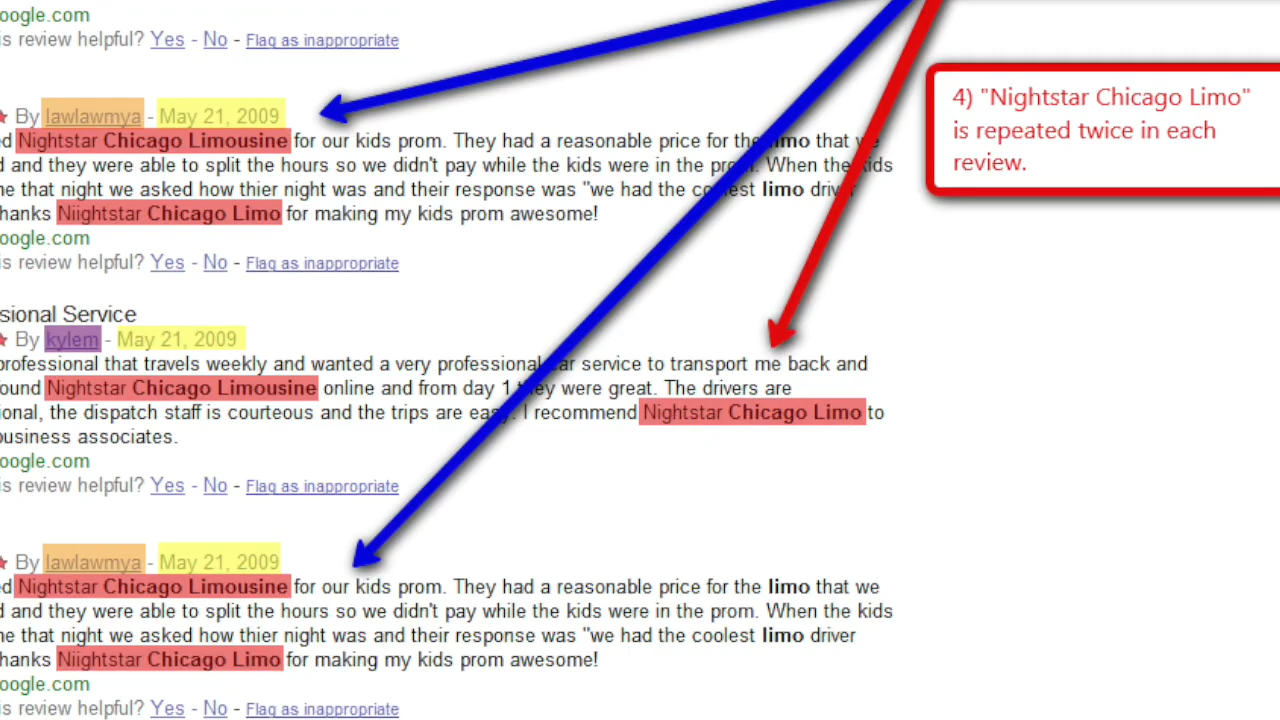 oogle.com
is review helpful? Yes - No - Flag as inappropriate
By lawlawmya - May 21, 2009
ed Nightstar Chicago Limousine for our kids prom. They had a reasonable price for the limo that we
d and they were able to split the hours so we didn't pay while the kids were in the prom. When the kids
ne that night we asked how thier night was and their response was "we had the coolest limo driver
hanks Niightstar Chicago Limo for making my kids prom awesome!
oogle.com
is review helpful? Yes - No - Flag as inappropriate
sional Service
By kylem - May 21, 2009
professional that travels weekly and wanted a very professional car service to transport me back and
ound Nightstar Chicago Limousine online and from day 1 they were great. The drivers are
ional, the dispatch staff is courteous and the trips are easy. I recommend Nightstar Chicago Limo to
business associates.
oogle.com
is review helpful? Yes - No - Flag as inappropriate
By lawlawmya - May 21, 2009
ed Nightstar Chicago Limousine for our kids prom. They had a reasonable price for the limo that we
d and they were able to split the hours so we didn't pay while the kids were in the prom. When the kids
ne that night we asked how thier night was and their response was "we had the coolest limo driver
hanks Niightstar Chicago Limo for making my kids prom awesome!
oogle.com
is review helpful? Yes - No - Flag as inappropriate
4) "Nightstar Chicago Limo"
is repeated twice in each
review.